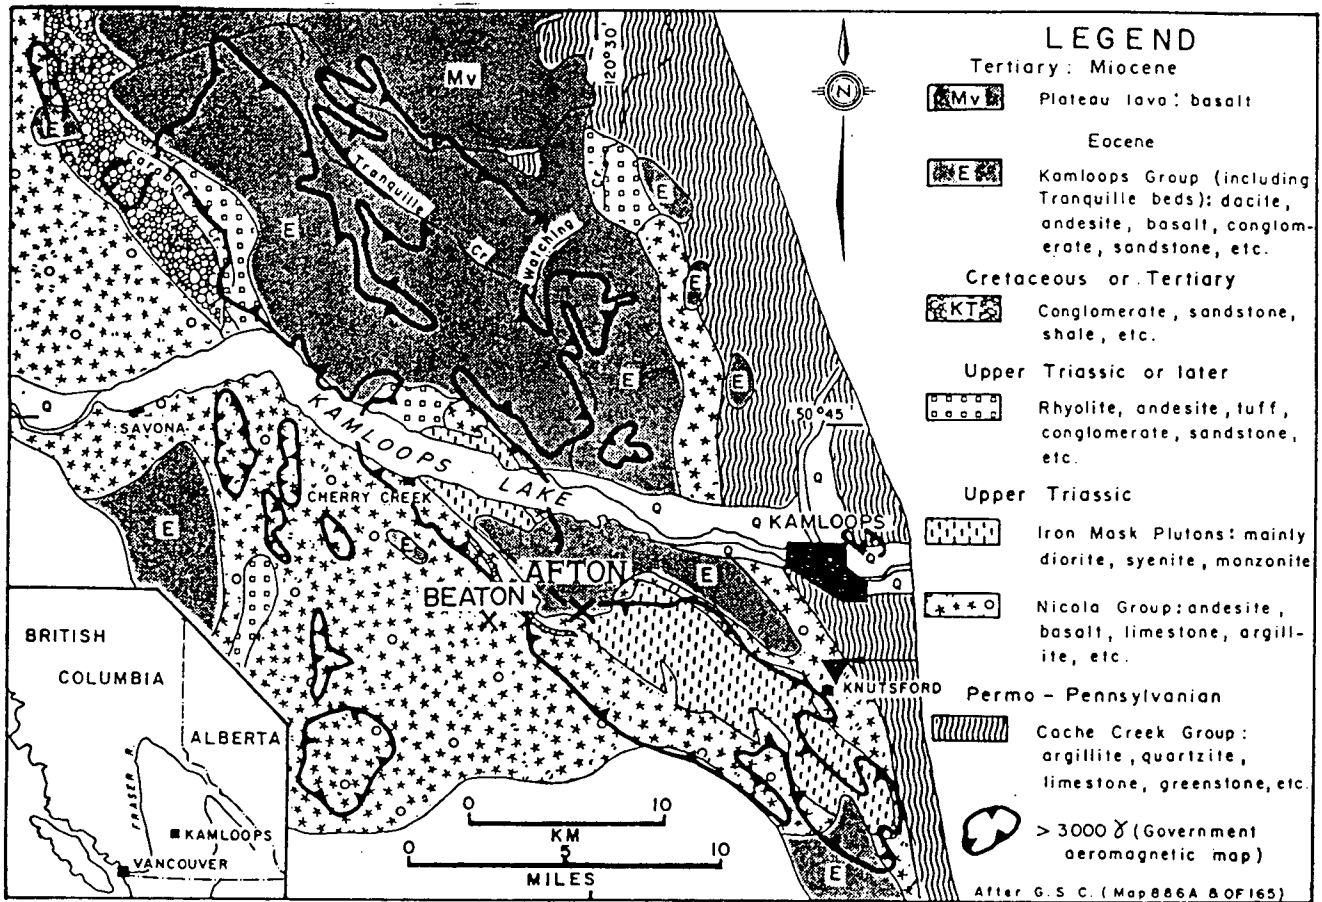 LEGEND
Tertiary: Miocene
Mv
Plateau lava: basalt
Eocene
E
Kamloops Group (including
Tranquille beds): dacite,
andesite, basalt, conglom-
erate, sandstone, etc.
Cretaceous or Tertiary
KT
Conglomerate, sandstone,
shale, etc.
Upper Triassic or later
Rhyolite, andesite, tuff,
conglomerate, sandstone,
etc.
Upper Triassic
Iron Mask Plutons: mainly
diorite, syenite, monzonite
Nicola Group: andesite,
basalt, limestone, argill-
ite, etc.
Permo-Pennsylvanian
Cache Creek Group:
argillite, quartzite,
limestone, greenstone, etc.
> 3000 γ (Government
aeromagnetic map)
After G.S.C. (Map 886A & OF165)
N
120°30'
Mv
E
Carbine Cr.
Tranquille
Cr.
Watching
Cr.
E
E
E
E
E
50°45'
Q
SAVONA
KAMLOOPS LAKE
Q
Q
Q
KAMLOOPS
Q
Q
CHERRY CREEK
E
E
E
AFTON
BEATON
KNUTSFORD
E
0 10
KM
0 5 10
MILES
BRITISH
COLUMBIA
ALBERTA
FRASER R.
KAMLOOPS
VANCOUVER